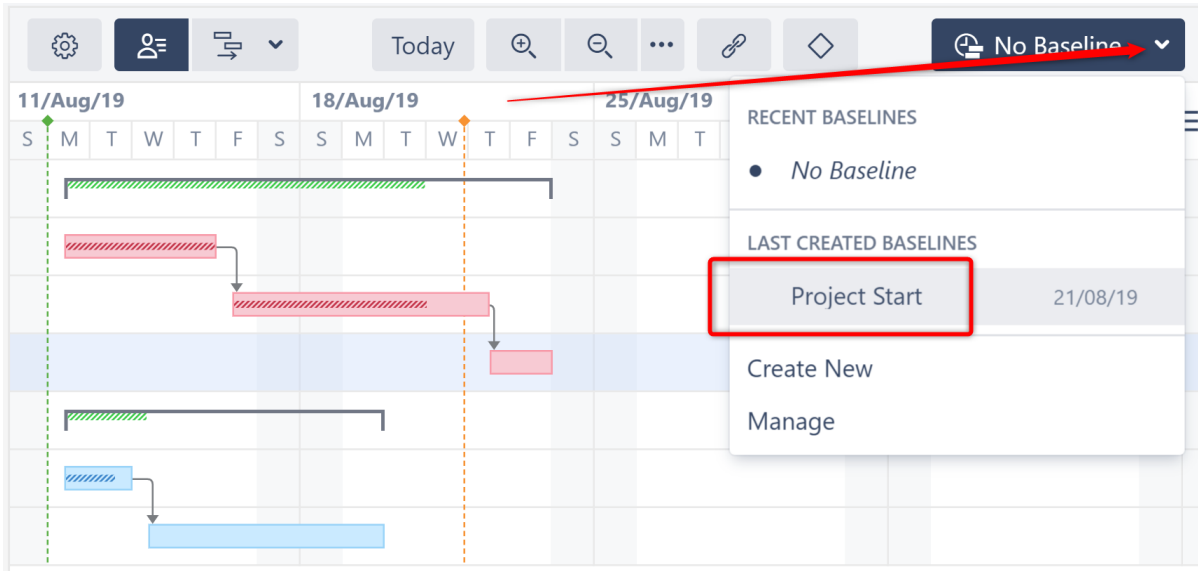 Today
No Baseline
11/Aug/19 18/Aug/19 25/Aug/19
S M T W T F S S M T W T F S S M T
RECENT BASELINES
No Baseline
LAST CREATED BASELINES
Project Start 21/08/19
Create New
Manage